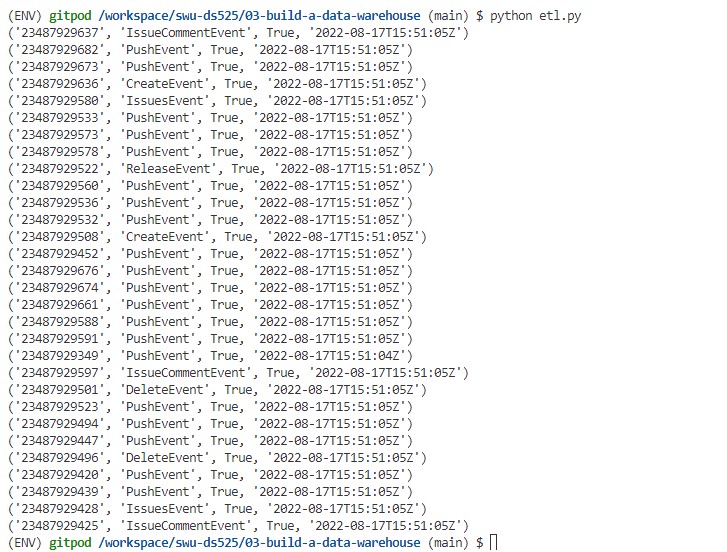 (ENV) gitpod /workspace/swu-ds525/03-build-a-data-warehouse (main) $ python etl.py
('23487929637', 'IssueCommentEvent', True, '2022-08-17T15:51:05Z')
('23487929682', 'PushEvent', True, '2022-08-17T15:51:05Z')
('23487929673', 'PushEvent', True, '2022-08-17T15:51:05Z')
('23487929636', 'CreateEvent', True, '2022-08-17T15:51:05Z')
('23487929580', 'IssuesEvent', True, '2022-08-17T15:51:05Z')
('23487929533', 'PushEvent', True, '2022-08-17T15:51:05Z')
('23487929573', 'PushEvent', True, '2022-08-17T15:51:05Z')
('23487929578', 'PushEvent', True, '2022-08-17T15:51:05Z')
('23487929522', 'ReleaseEvent', True, '2022-08-17T15:51:05Z')
('23487929560', 'PushEvent', True, '2022-08-17T15:51:05Z')
('23487929536', 'PushEvent', True, '2022-08-17T15:51:05Z')
('23487929532', 'PushEvent', True, '2022-08-17T15:51:05Z')
('23487929508', 'CreateEvent', True, '2022-08-17T15:51:05Z')
('23487929452', 'PushEvent', True, '2022-08-17T15:51:05Z')
('23487929676', 'PushEvent', True, '2022-08-17T15:51:05Z')
('23487929674', 'PushEvent', True, '2022-08-17T15:51:05Z')
('23487929661', 'PushEvent', True, '2022-08-17T15:51:05Z')
('23487929588', 'PushEvent', True, '2022-08-17T15:51:05Z')
('23487929591', 'PushEvent', True, '2022-08-17T15:51:05Z')
('23487929349', 'PushEvent', True, '2022-08-17T15:51:04Z')
('23487929597', 'IssueCommentEvent', True, '2022-08-17T15:51:05Z')
('23487929501', 'DeleteEvent', True, '2022-08-17T15:51:05Z')
('23487929523', 'PushEvent', True, '2022-08-17T15:51:05Z')
('23487929494', 'PushEvent', True, '2022-08-17T15:51:05Z')
('23487929447', 'PushEvent', True, '2022-08-17T15:51:05Z')
('23487929496', 'DeleteEvent', True, '2022-08-17T15:51:05Z')
('23487929420', 'PushEvent', True, '2022-08-17T15:51:05Z')
('23487929439', 'PushEvent', True, '2022-08-17T15:51:05Z')
('23487929428', 'IssuesEvent', True, '2022-08-17T15:51:05Z')
('23487929425', 'IssueCommentEvent', True, '2022-08-17T15:51:05Z')
(ENV) gitpod /workspace/swu-ds525/03-build-a-data-warehouse (main) $